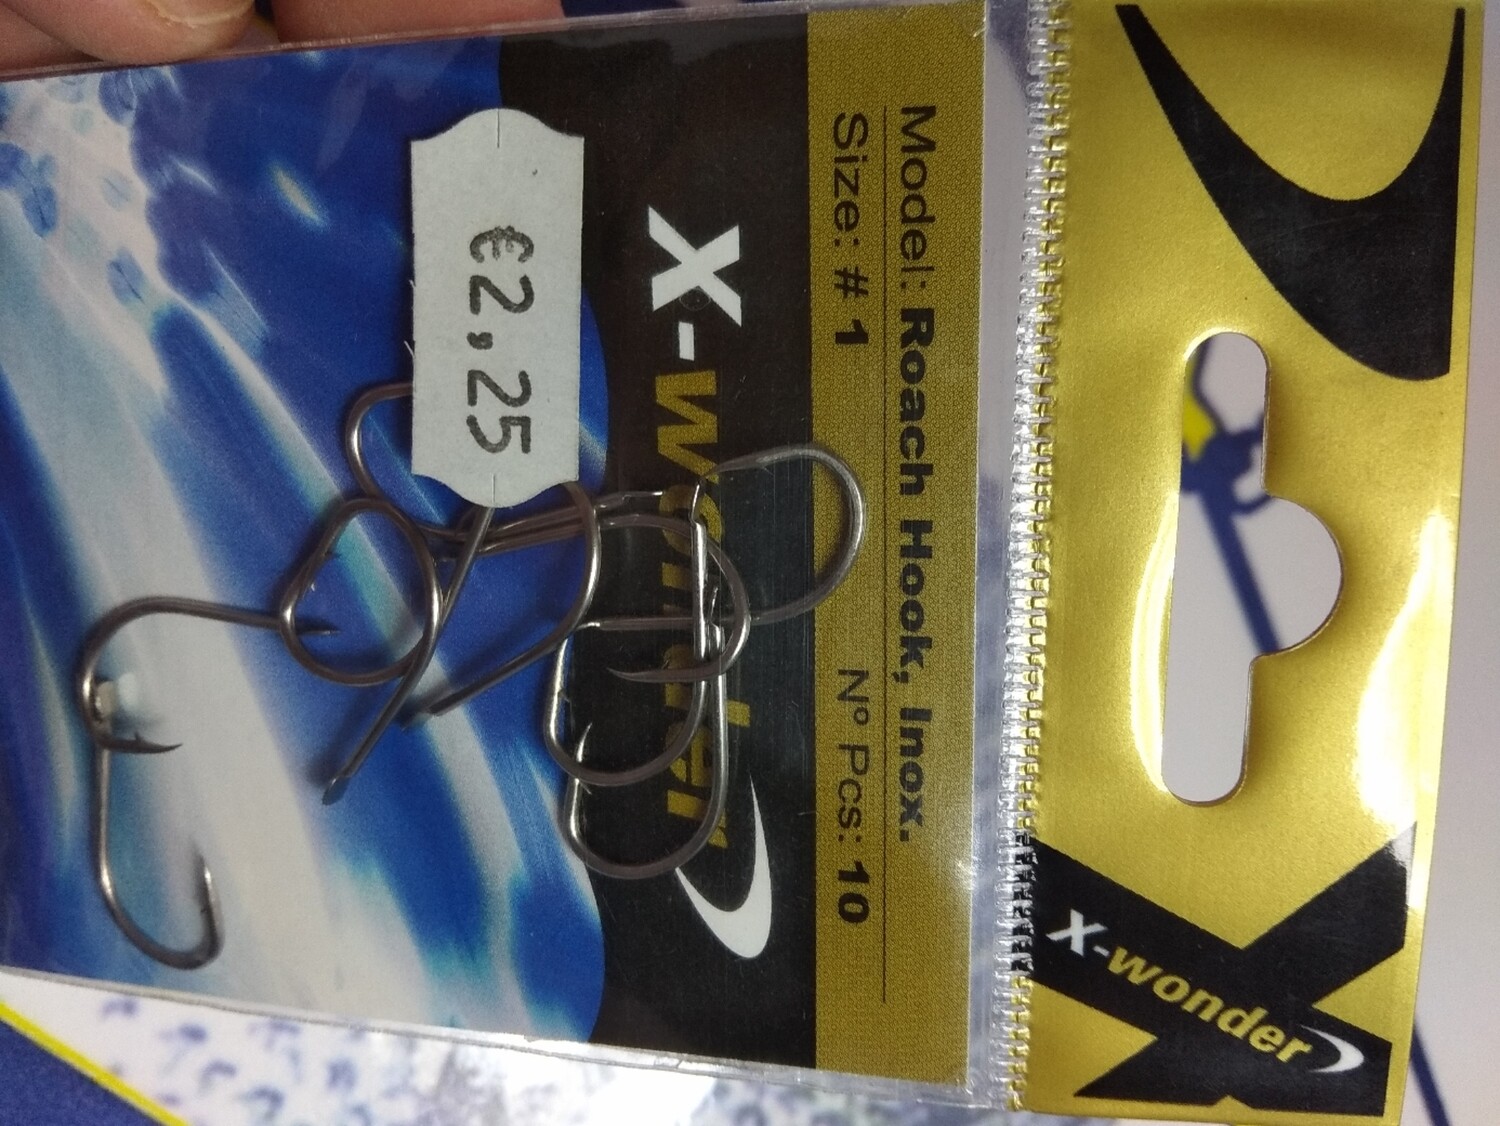 X-wonder
Model: Roach Hook, Inox.
Size: # 1 Nº Pcs: 10
X-wonder
€2,25